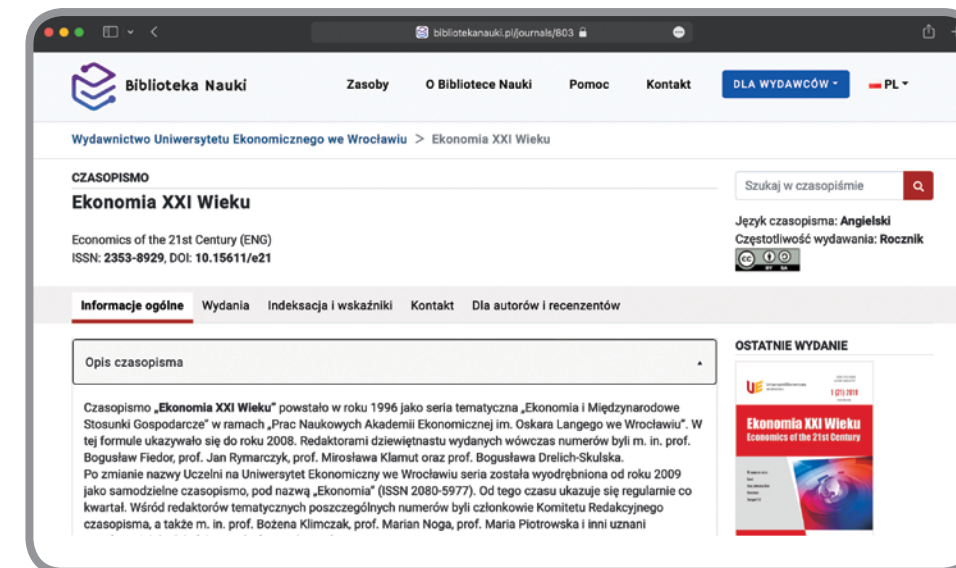 bibliotekanauki.pl/journals/803
Biblioteka Nauki
Zasoby
O Bibliotece Nauki
Pomoc
Kontakt
DLA WYDAWCÓW
PL
Wydawnictwo Uniwersytetu Ekonomicznego we Wrocławiu > Ekonomia XXI Wieku
CZASOPISMO
Ekonomia XXI Wieku
Economics of the 21st Century (ENG)
ISSN: 2353-8929, DOI: 10.15611/e21
Szukaj w czasopiśmie
Język czasopisma: Angielski
Częstotliwość wydawania: Rocznik
cc
BY SA
Informacje ogólne
Wydania
Indeksacja i wskaźniki
Kontakt
Dla autorów i recenzentów
Opis czasopisma
Czasopismo „Ekonomia XXI Wieku” powstało w roku 1996 jako seria tematyczna „Ekonomia i Międzynarodowe
Stosunki Gospodarcze” w ramach „Prac Naukowych Akademii Ekonomicznej im. Oskara Langego we Wrocławiu”. W
tej formule ukazywało się do roku 2008. Redaktorami dziewiętnastu wydanych wówczas numerów byli m. in. prof.
Bogusław Fiedor, prof. Jan Rymarczyk, prof. Mirosława Klamut oraz prof. Bogusława Drelich-Skulska.
Po zmianie nazwy Uczelni na Uniwersytet Ekonomiczny we Wrocławiu seria została wyodrębniona od roku 2009
jako samodzielne czasopismo, pod nazwą „Ekonomia” (ISSN 2080-5977). Od tego czasu ukazuje się regularnie co
kwartał. Wśród redaktorów tematycznych poszczególnych numerów byli członkowie Komitetu Redakcyjnego
czasopisma, a także m. in. prof. Bożena Klimczak, prof. Marian Noga, prof. Maria Piotrowska i inni uznani
OSTATNIE WYDANIE
UE
1 (21) 2019
Ekonomia XXI Wieku
Economics of the 21st Century